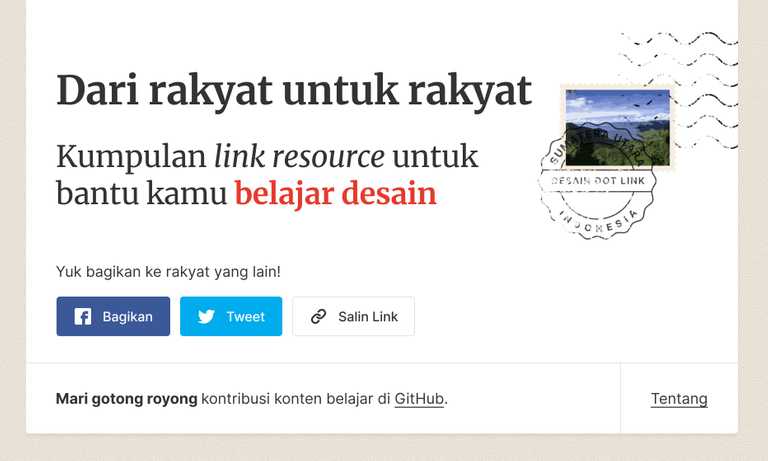 Dari rakyat untuk rakyat
Kumpulan link resource untuk
bantu kamu belajar desain
SUMATERA UTARA
DESAIN DOT LINK
INDONESIA
Yuk bagikan ke rakyat yang lain!
Bagikan
Tweet
Salin Link
Mari gotong royong kontribusi konten belajar di GitHub.
Tentang